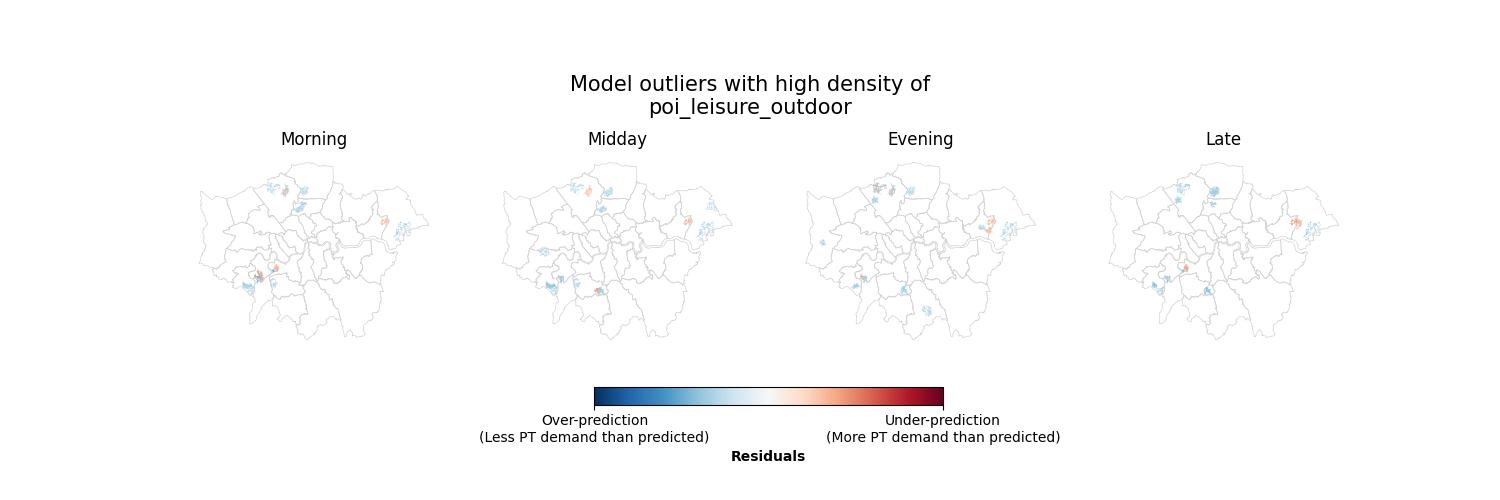 Model outliers with high density of
poi_leisure_outdoor
Morning
Midday
Evening
Late
Over-prediction
(Less PT demand than predicted)
Under-prediction
(More PT demand than predicted)
Residuals